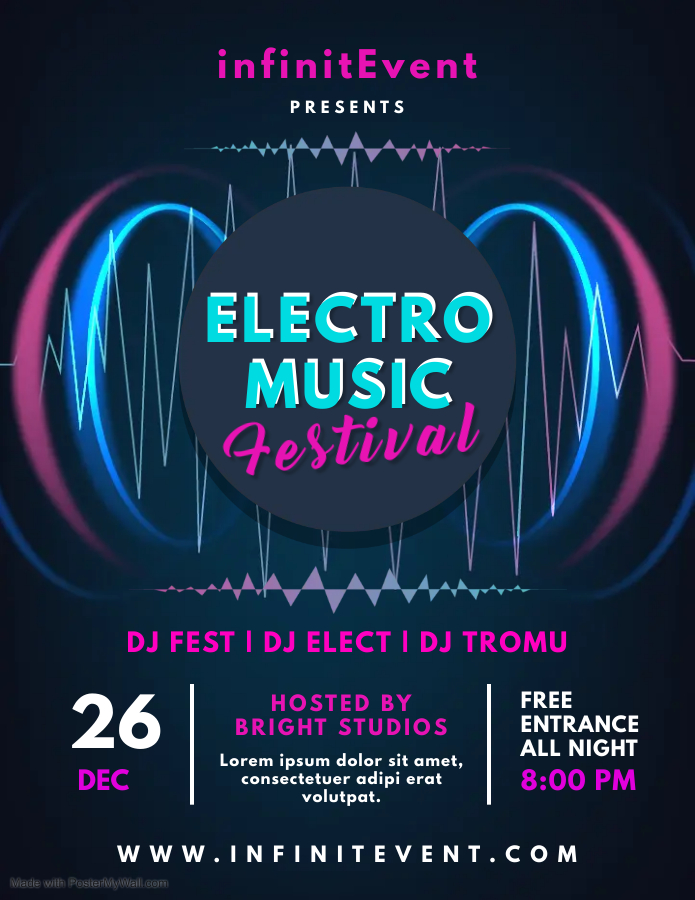 infinitEvent
PRESENTS
ELECTRO
MUSIC
Festival
DJ FEST | DJ ELECT | DJ TROMU
26
DEC
HOSTED BY
BRIGHT STUDIOS
Lorem ipsum dolor sit amet,
consectetuer adipi erat
volutpat.
FREE
ENTRANCE
ALL NIGHT
8:00 PM
WWW.INFINITEVENT.COM
Made with PosterMyWall.com